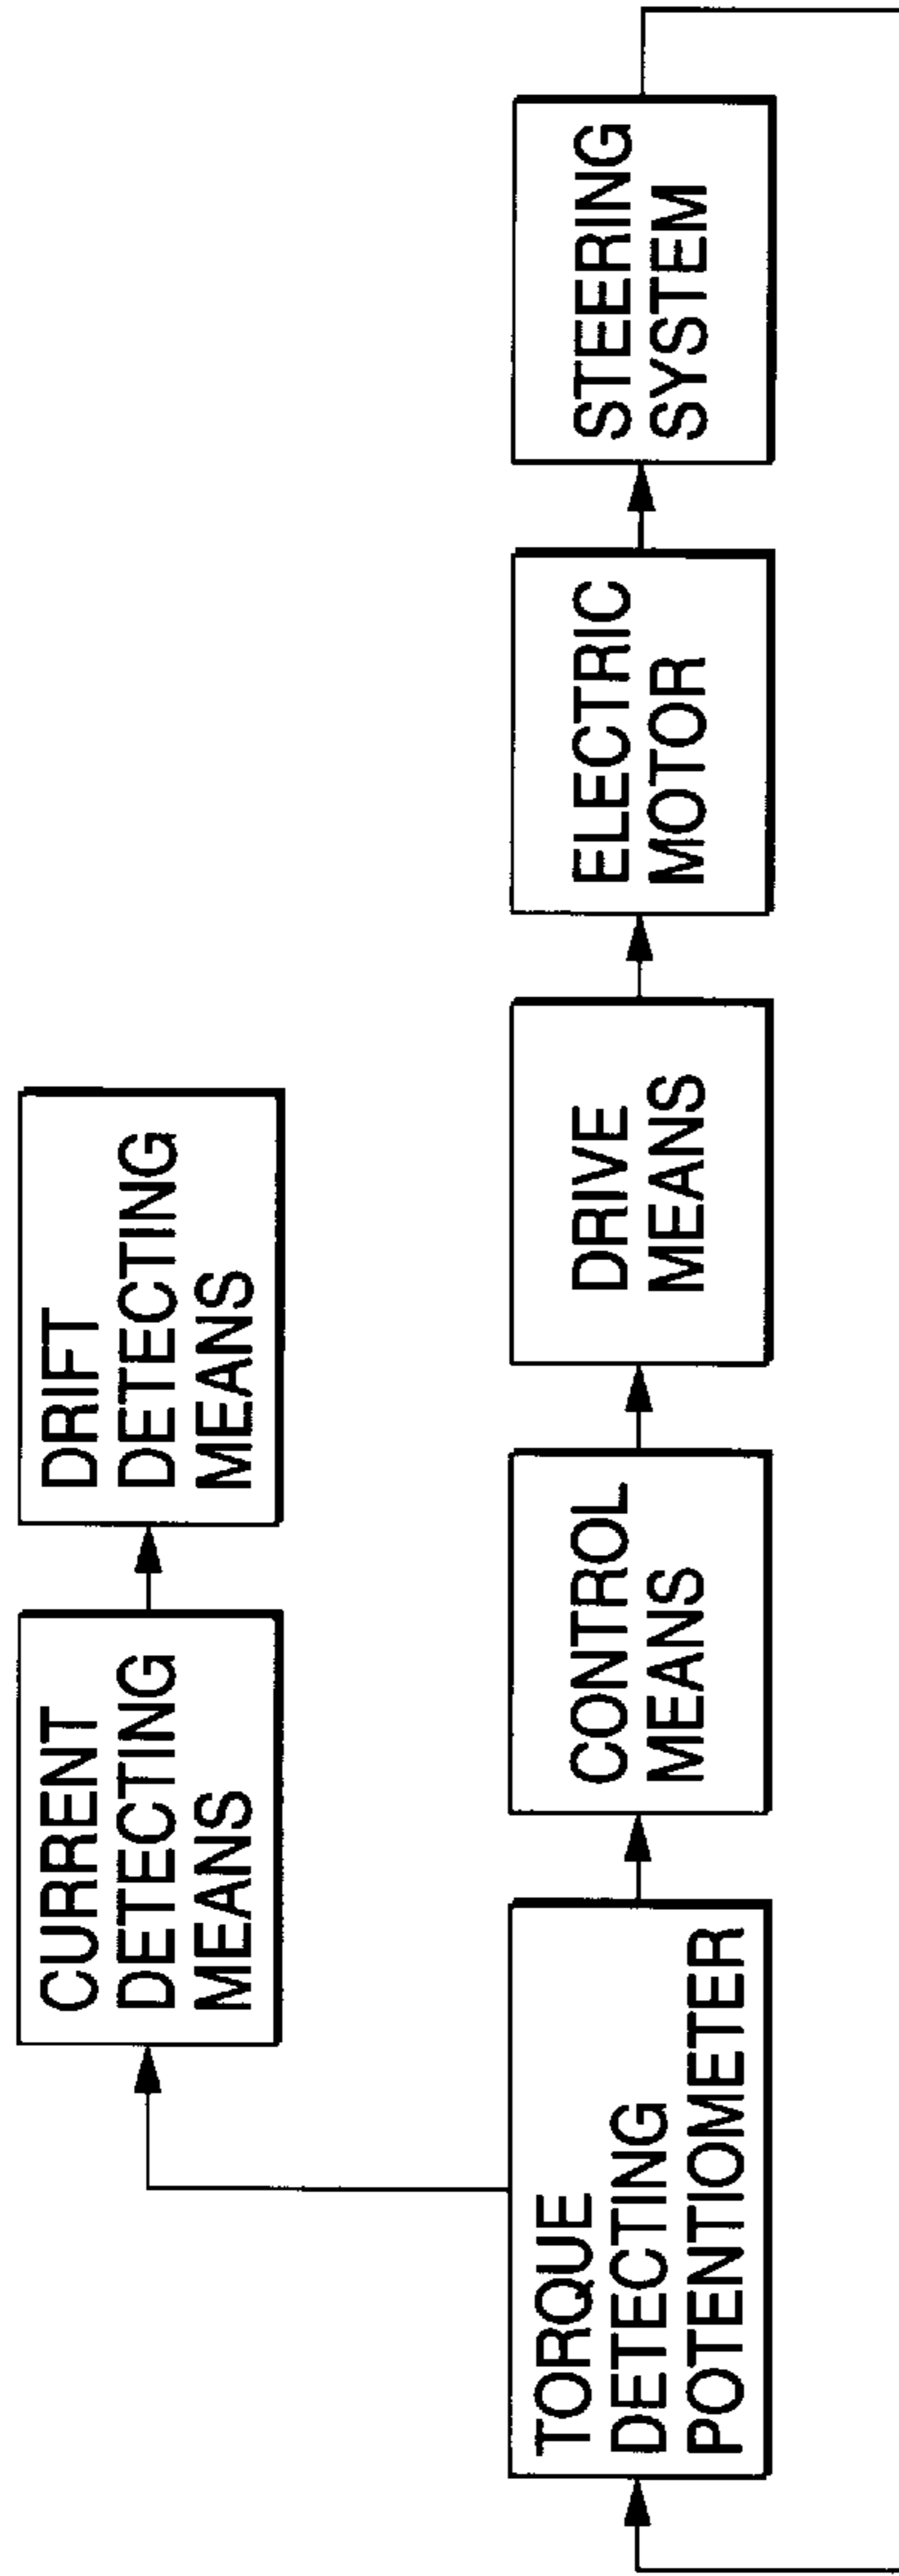 CURRENT
DETECTING
MEANS
DRIFT
DETECTING
MEANS
TORQUE
DETECTING
POTENTIOMETER
CONTROL
MEANS
DRIVE
MEANS
ELECTRIC
MOTOR
STEERING
SYSTEM